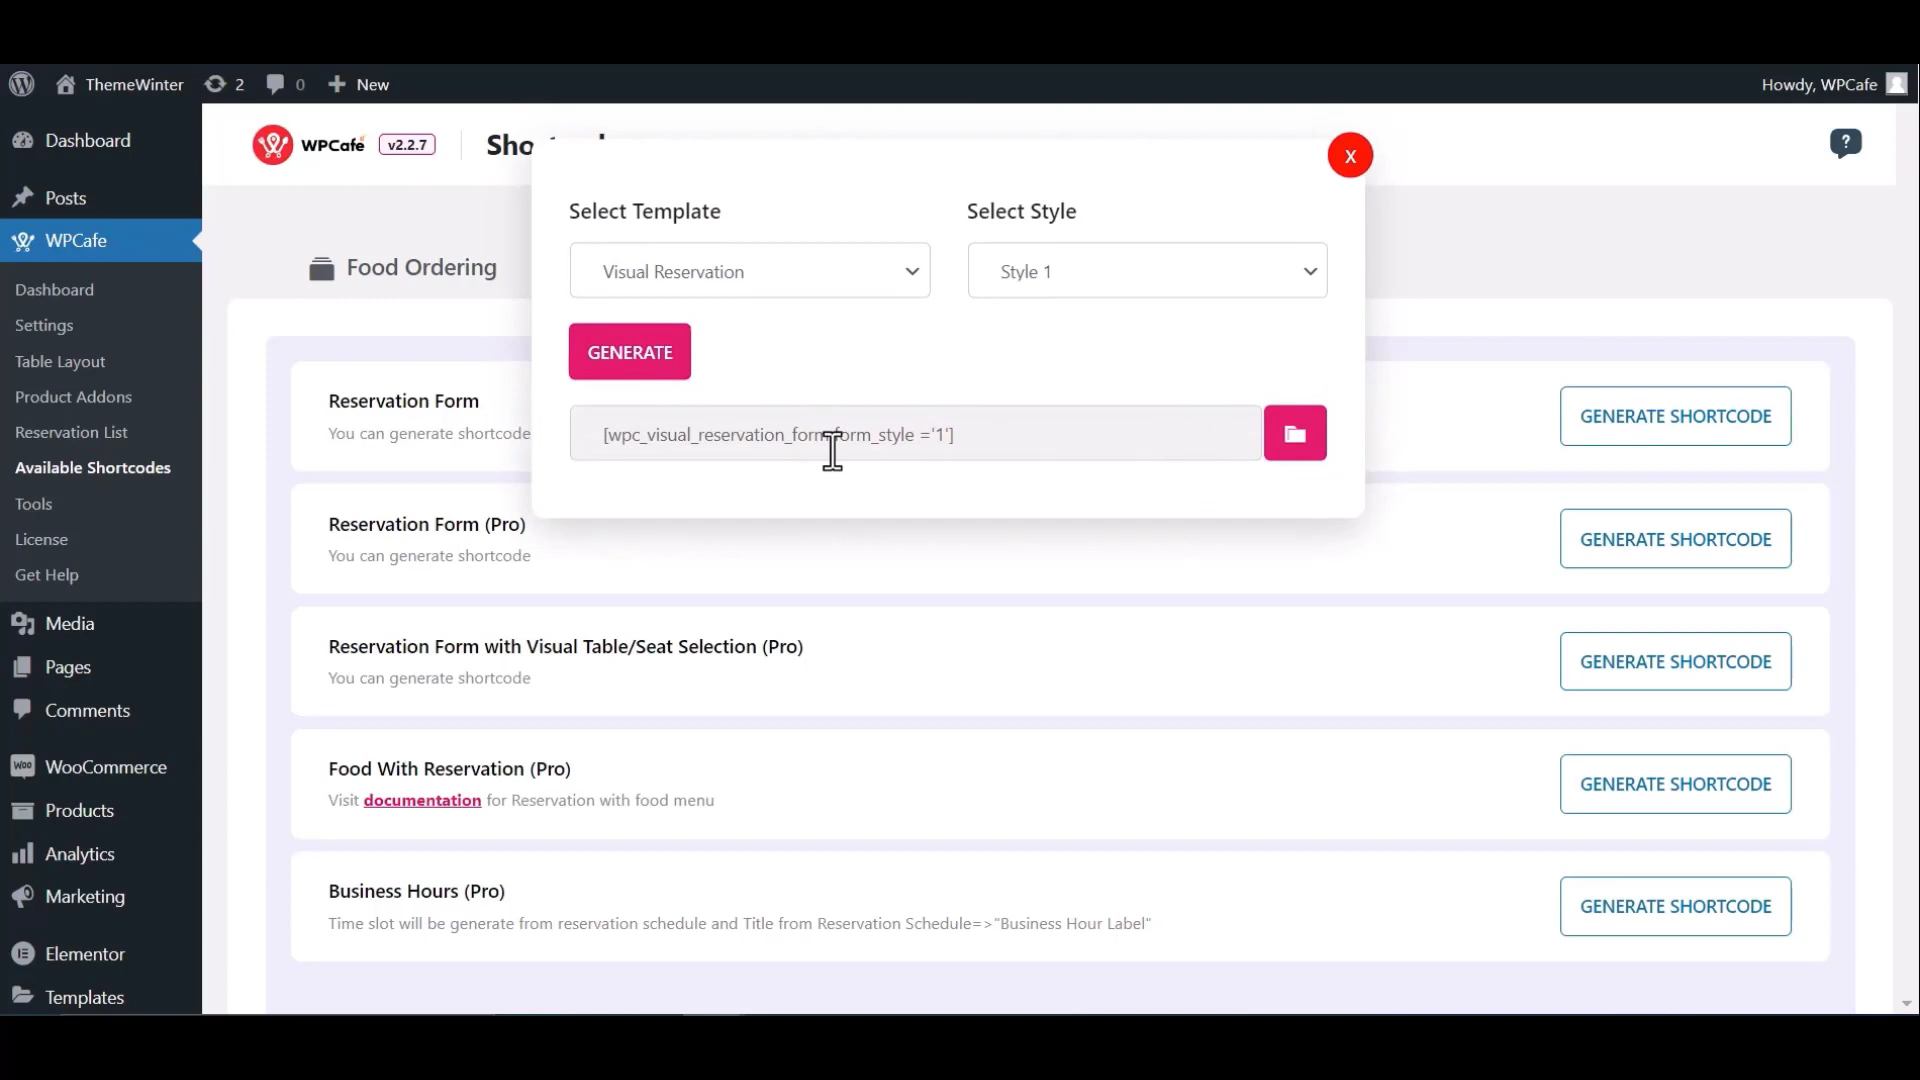 ThemeWinter 2 0 New Howdy, WPCafe
Dashboard
Posts
WPCafe
Dashboard
Settings
Table Layout
Product Addons
Reservation List
Available Shortcodes
Tools
License
Get Help
Media
Pages
Comments
WooCommerce
Products
Analytics
Marketing
Elementor
Templates
WPCafé v2.2.7
?
X
Select Template Select Style
Visual Reservation Style 1
GENERATE
[wpc_visual_reservation_form form_style ='1']
Food Ordering
Reservation Form
You can generate shortcode
GENERATE SHORTCODE
Reservation Form (Pro)
You can generate shortcode
GENERATE SHORTCODE
Reservation Form with Visual Table/Seat Selection (Pro)
You can generate shortcode
GENERATE SHORTCODE
Food With Reservation (Pro)
Visit documentation for Reservation with food menu
GENERATE SHORTCODE
Business Hours (Pro)
Time slot will be generate from reservation schedule and Title from Reservation Schedule=>"Business Hour Label"
GENERATE SHORTCODE